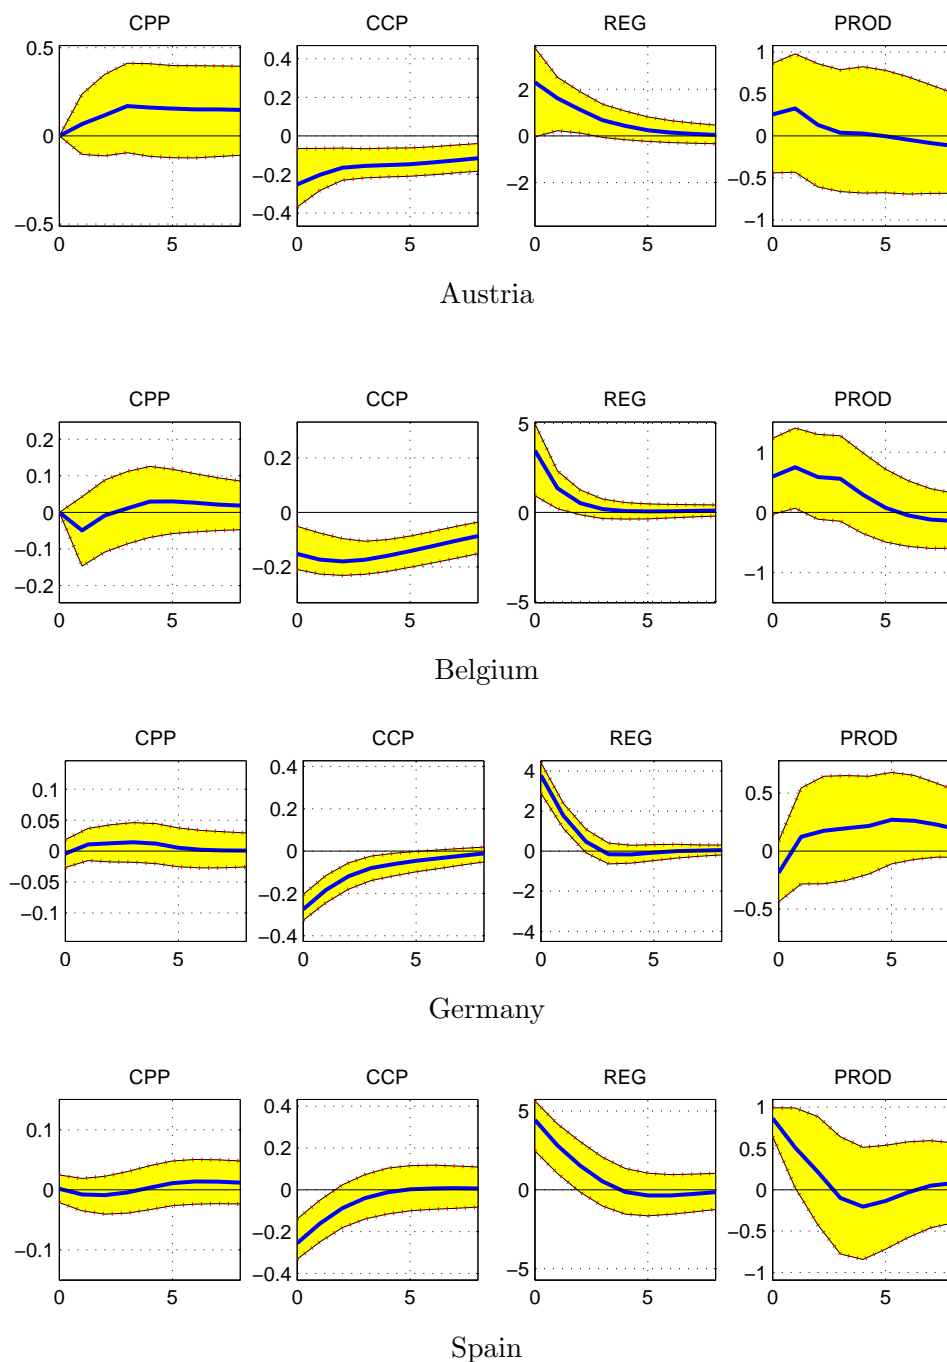 CPP CCP REG PROD
0.5 0 −0.5 0 5
0.4 0.2 0 −0.2 −0.4 0 5
2 0 −2 0 5
1 0.5 0 −0.5 −1 0 5
Austria
CPP CCP REG PROD
0.2 0.1 0 −0.1 −0.2 0 5
0.2 0 −0.2 0 5
5 0 −5 0 5
1 0 −1 0 5
Belgium
CPP CCP REG PROD
0.1 0.05 0 −0.05 −0.1 0 5
0.4 0.2 0 −0.2 −0.4 0 5
4 2 0 −2 −4 0 5
0.5 0 −0.5 0 5
Germany
CPP CCP REG PROD
0.1 0 −0.1 0 5
0.4 0.2 0 −0.2 −0.4 0 5
5 0 −5 0 5
1 0.5 0 −0.5 −1 0 5
Spain